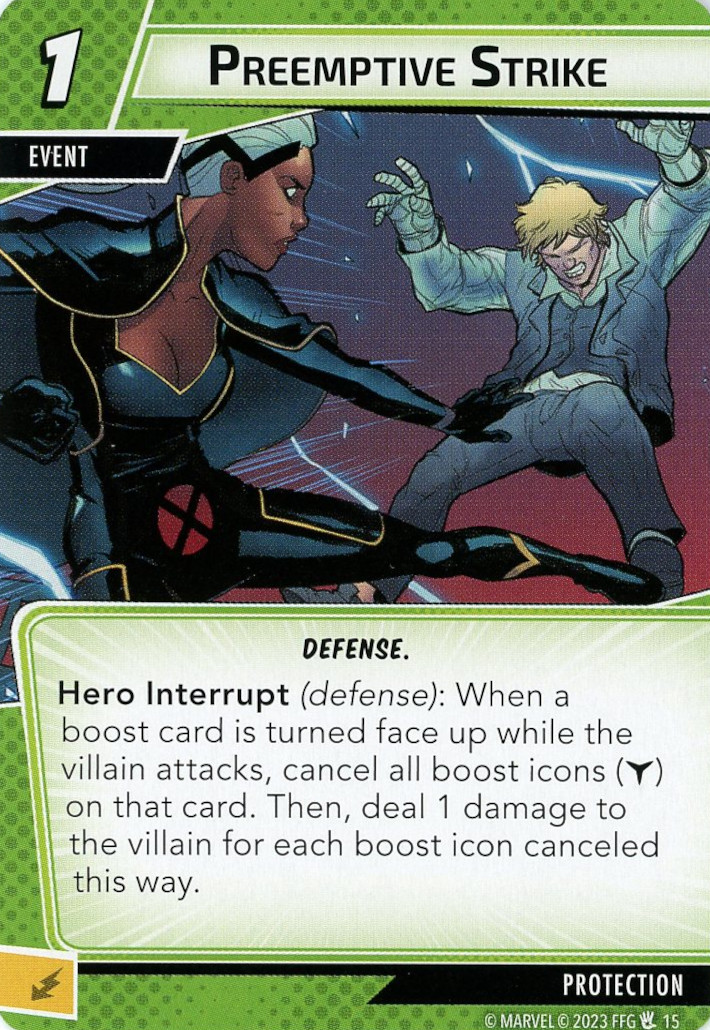 1
PREEMPTIVE STRIKE
EVENT
DEFENSE.
Hero Interrupt (defense): When a
boost card is turned face up while the
villain attacks, cancel all boost icons ( )
on that card. Then, deal 1 damage to
the villain for each boost icon canceled
this way.
PROTECTION
© MARVEL © 2023 FFG 15